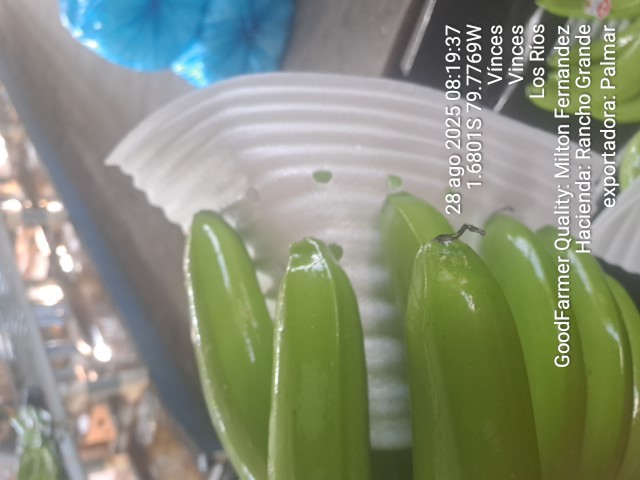 28 ago 2025 08:19:37
1.6801S 79.7769W
Vínces
Vinces
Los Ríos
GoodFarmer Quality: Milton Fernandez
Hacienda: Rancho Grande
exportadora: Palmar